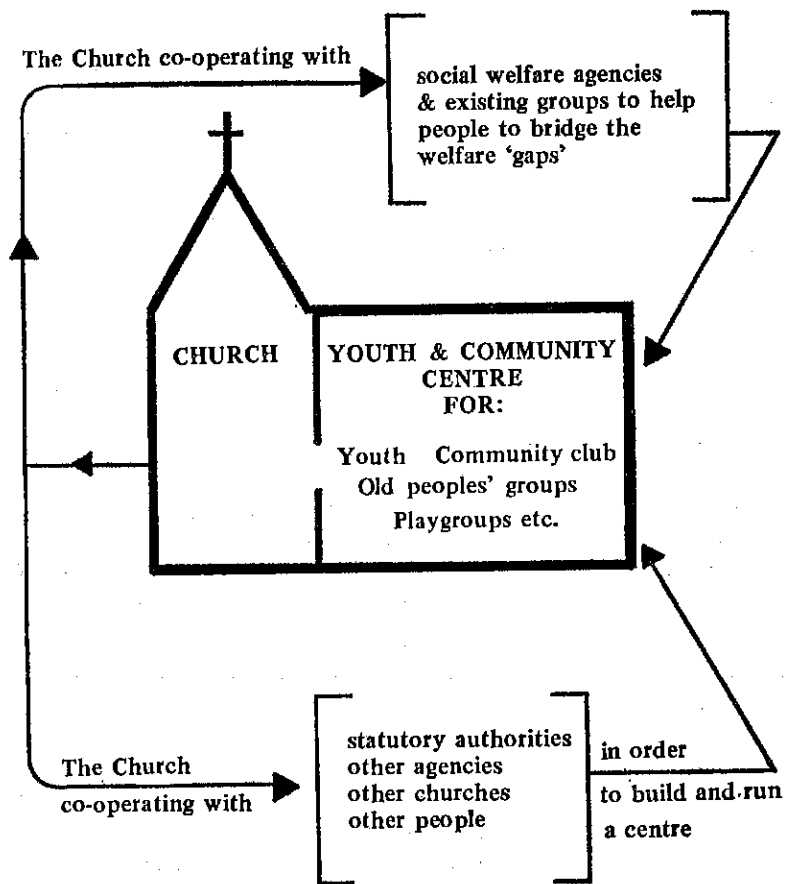 The Church co-operating with
social welfare agencies
& existing groups to help
people to bridge the
welfare ‘gaps’
CHURCH
YOUTH & COMMUNITY
CENTRE
FOR:
Youth Community club
Old peoples’ groups
Playgroups etc.
The Church
co-operating with
statutory authorities
other agencies
other churches
other people
in order
to build and run
a centre